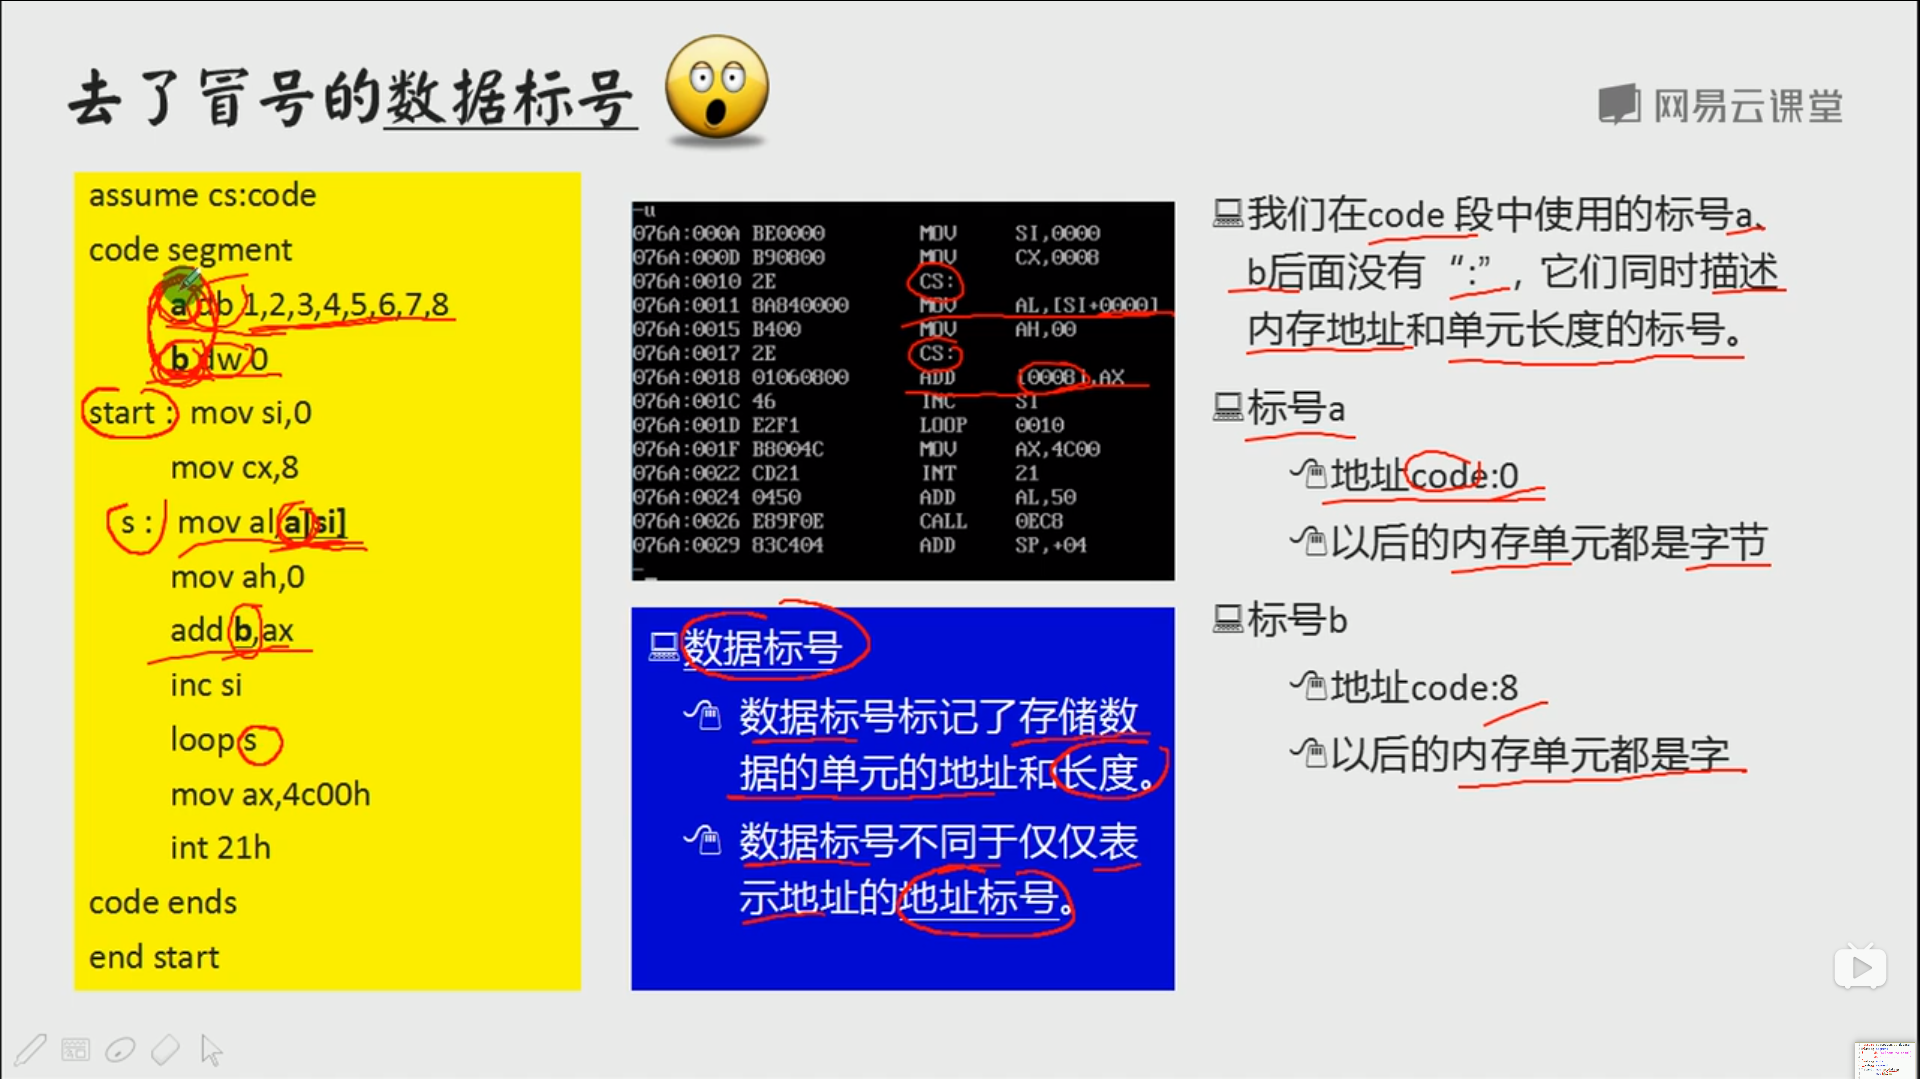 去了冒号的数据标号
网易云课堂
assume cs:code
code segment
a db 1,2,3,4,5,6,7,8
b dw 0
start : mov si,0
mov cx,8
s : mov al,a[si]
mov ah,0
add b,ax
inc si
loop s
mov ax,4c00h
int 21h
code ends
end start
-u
076A:000A BE0000 MOV SI,0000
076A:000D B90800 MOV CX,0008
076A:0010 2E CS:
076A:0011 8A840000 MOV AL,[SI+0000]
076A:0015 B400 MOV AH,00
076A:0017 2E CS:
076A:0018 01060800 ADD [0008],AX
076A:001C 46 INC SI
076A:001D E2F1 LOOP 0010
076A:001F B8004C MOV AX,4C00
076A:0022 CD21 INT 21
076A:0024 0450 ADD AL,50
076A:0026 E89F0E CALL 0EC8
076A:0029 83C404 ADD SP,+04
-
数据标号
数据标号标记了存储数
据的单元的地址和长度。
数据标号不同于仅仅表
示地址的地址标号。
我们在code 段中使用的标号a、
b后面没有“:”，它们同时描述
内存地址和单元长度的标号。
标号a
地址code:0
以后的内存单元都是字节
标号b
地址code:8
以后的内存单元都是字